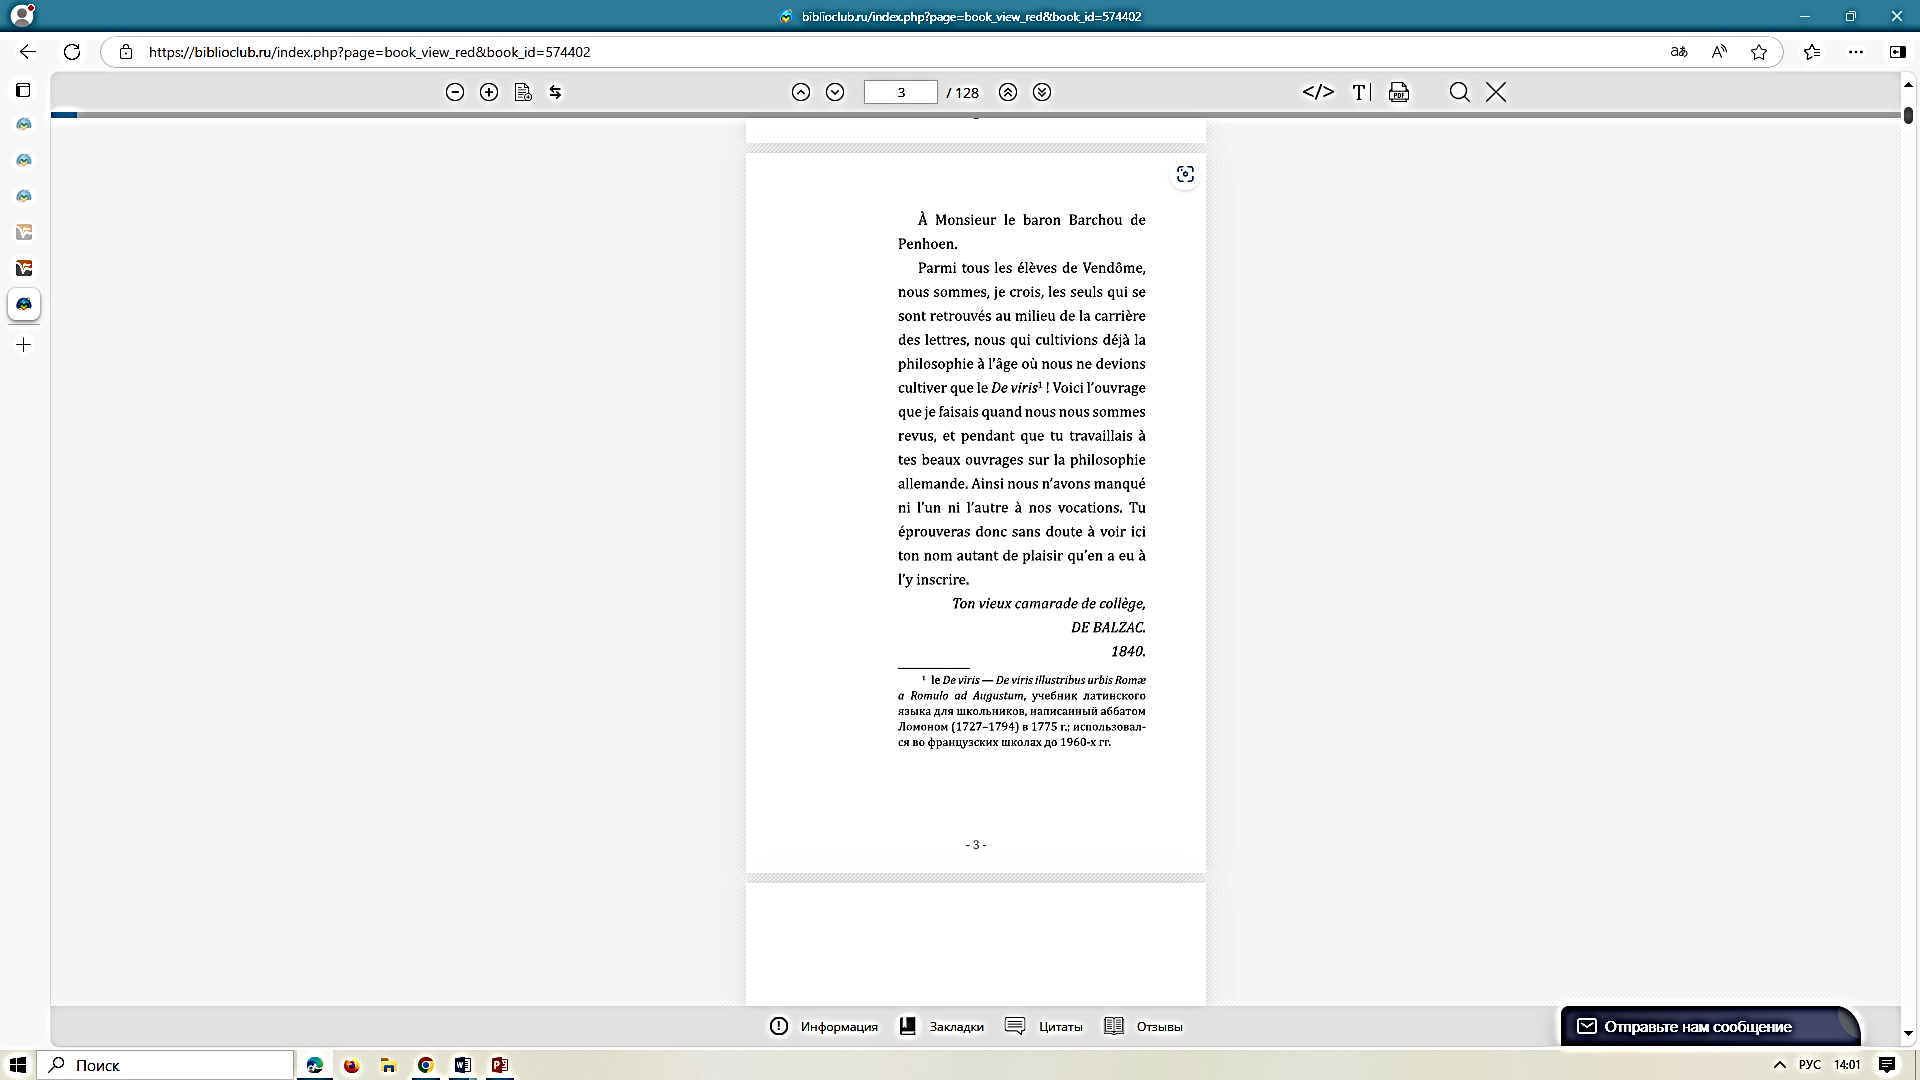 biblioclub.ru/index.php?page=book_view_red&book_id=574402
https://biblioclub.ru/index.php?page=book_view_red&book_id=574402
3 / 128
À Monsieur le baron Barchou de
Penhoen.
Parmi tous les élèves de Vendôme,
nous sommes, je crois, les seuls qui se
sont retrouvés au milieu de la carrière
des lettres, nous qui cultivions déjà la
philosophie à l'âge où nous ne devions
cultiver que le De viris¹ ! Voici l'ouvrage
que je faisais quand nous nous sommes
revus, et pendant que tu travaillais à
tes beaux ouvrages sur la philosophie
allemande. Ainsi nous n'avons manqué
ni l'un ni l'autre à nos vocations. Tu
éprouveras donc sans doute à voir ici
ton nom autant de plaisir qu'en a eu à
l'y inscrire.
Ton vieux camarade de collège,
DE BALZAC.
1840.
¹ le De viris — De viris illustribus urbis Romæ
a Romulo ad Augustum, учебник латинского
языка для школьников, написанный аббатом
Ломоном (1727–1794) в 1775 г.; использовал-
ся во французских школах до 1960-х гг.
- 3 -
Информация Закладки Цитаты Отзывы
Отправьте нам сообщение
Поиск
РУС 14:01